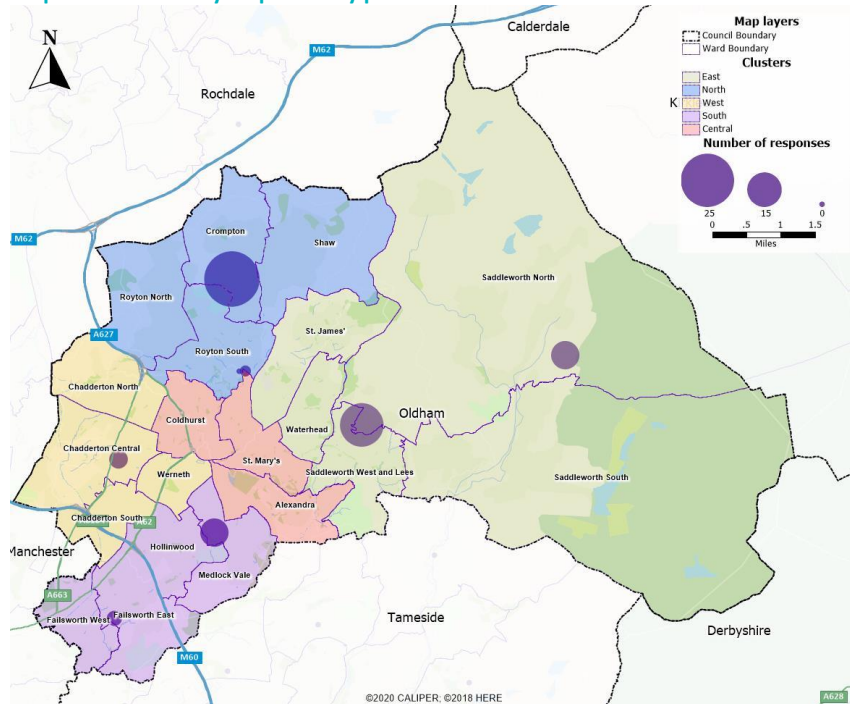 N
M62
Calderdale
Rochdale
Map layers
Council Boundary
Ward Boundary
Clusters
East
North
West
South
Central
K
Number of responses
25 15 0
0 .5 1 1.5
Miles
M62
Crompton
Shaw
Saddleworth North
Royton North
A627
St. James'
Royton South
Chadderton North
Coldhurst
Oldham
Waterhead
Chadderton Central
St. Mary's
Werneth
Saddleworth West and Lees
Saddleworth South
Alexandra
Chadderton South
A62
Manchester
Hollinwood
Medlock Vale
A663
Failsworth West
Failsworth East
Tameside
Derbyshire
M60
©2020 CALIPER; ©2018 HERE
A628